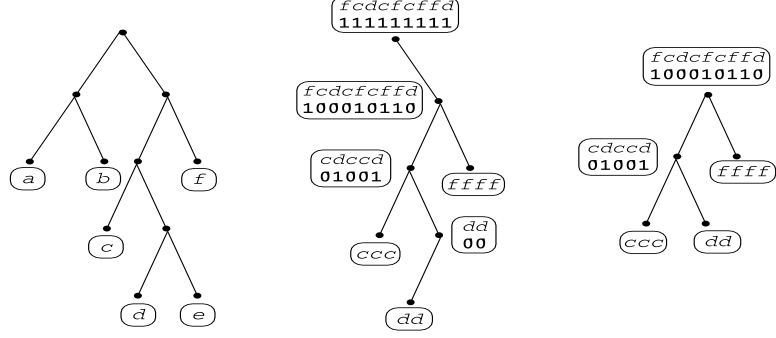 a
b
f
c
d
e
fcdcfcffd
111111111
fcdcfcffd
100010110
cdccd
01001
ffff
dd
00
ccc
dd
fcdcfcffd
100010110
cdccd
01001
ffff
ccc
dd